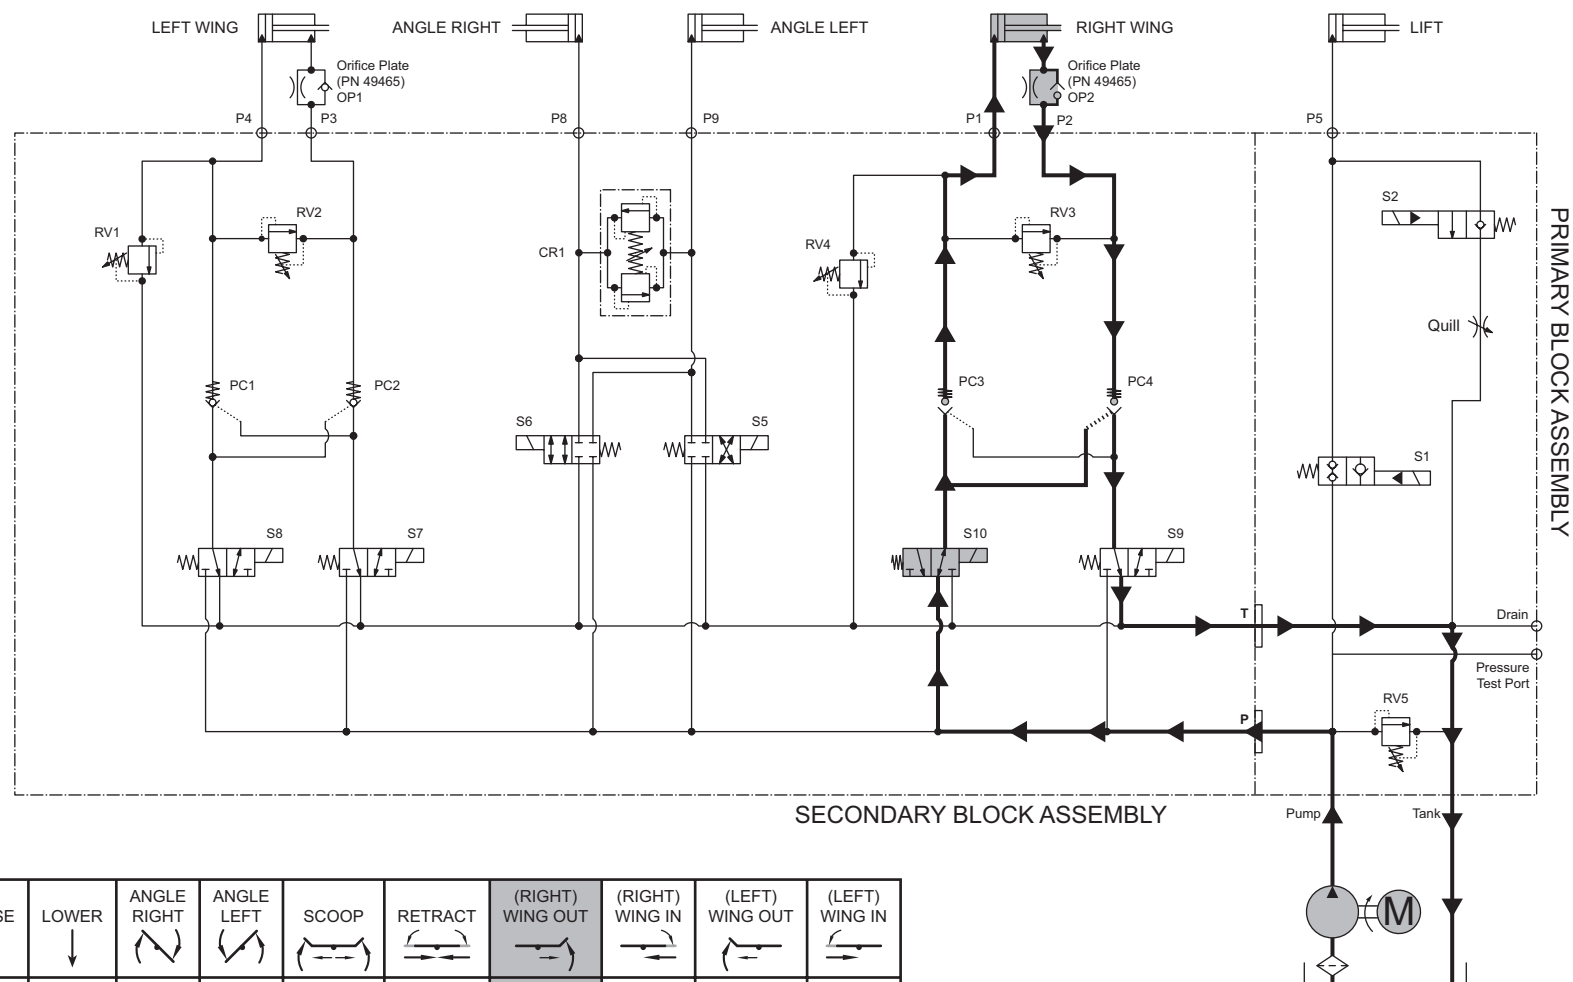 LEFT WING
ANGLE RIGHT
ANGLE LEFT
RIGHT WING
LIFT
Orifice Plate
(PN 49465)
OP1
Orifice Plate
(PN 49465)
OP2
P4
P3
P8
P9
P1
P2
P5
RV1
RV2
CR1
RV4
RV3
S2
Quill
PRIMARY BLOCK ASSEMBLY
PC1
PC2
PC3
PC4
S6
S5
S1
S8
S7
S10
S9
T
Drain
Pressure
Test Port
P
RV5
SECONDARY BLOCK ASSEMBLY
Pump
Tank
M
SE
LOWER
ANGLE
RIGHT
ANGLE
LEFT
SCOOP
RETRACT
(RIGHT)
WING OUT
(RIGHT)
WING IN
(LEFT)
WING OUT
(LEFT)
WING IN